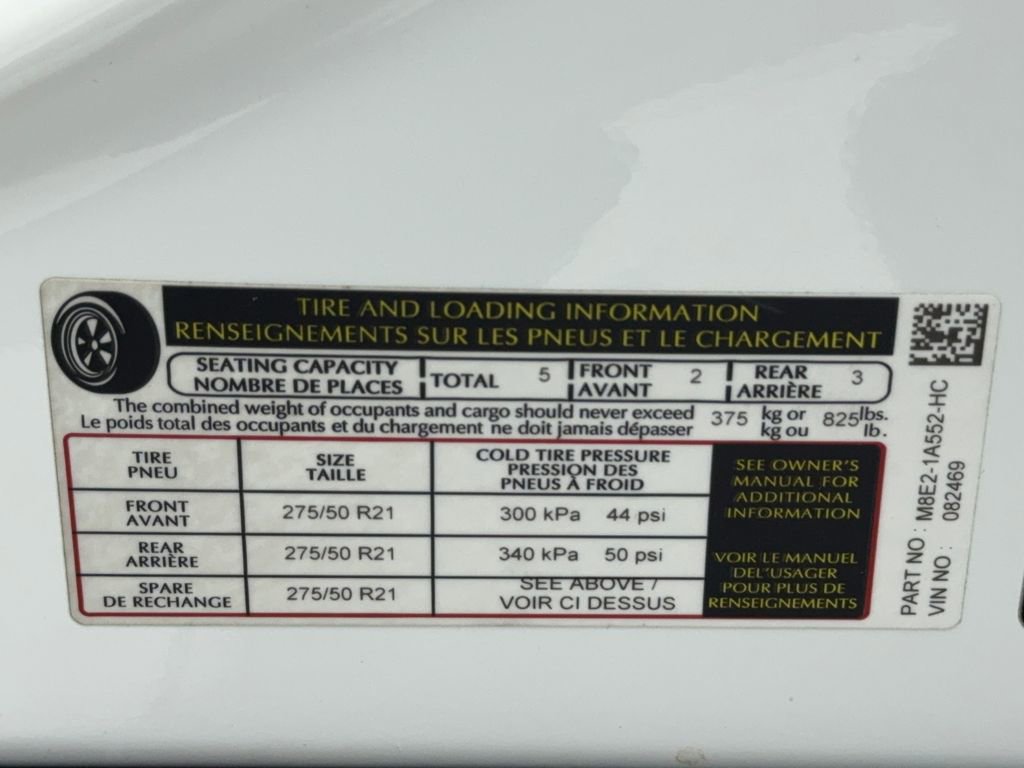 TIRE AND LOADING INFORMATION
RENSEIGNEMENTS SUR LES PNEUS ET LE CHARGEMENT
SEATING CAPACITY
NOMBRE DE PLACES
TOTAL 5
FRONT
AVANT
2
REAR
ARRIÈRE
3
The combined weight of occupants and cargo should never exceed
Le poids total des occupants et du chargement ne doit jamais dépasser
375
kg or
kg ou
825
lbs.
lb.
TIRE
PNEU
SIZE
TAILLE
COLD TIRE PRESSURE
PRESSION DES
PNEUS À FROID
FRONT
AVANT
275/50 R21
300 kPa 44 psi
REAR
ARRIÈRE
275/50 R21
340 kPa 50 psi
SPARE
DE RECHANGE
275/50 R21
SEE ABOVE /
VOIR CI DESSUS
SEE OWNER'S
MANUAL FOR
ADDITIONAL
INFORMATION
VOIR LE MANUEL
DEL'USAGER
POUR PLUS DE
RENSEIGNEMENTS
PART NO : M8E2-1A552-HC
VIN NO : 082469